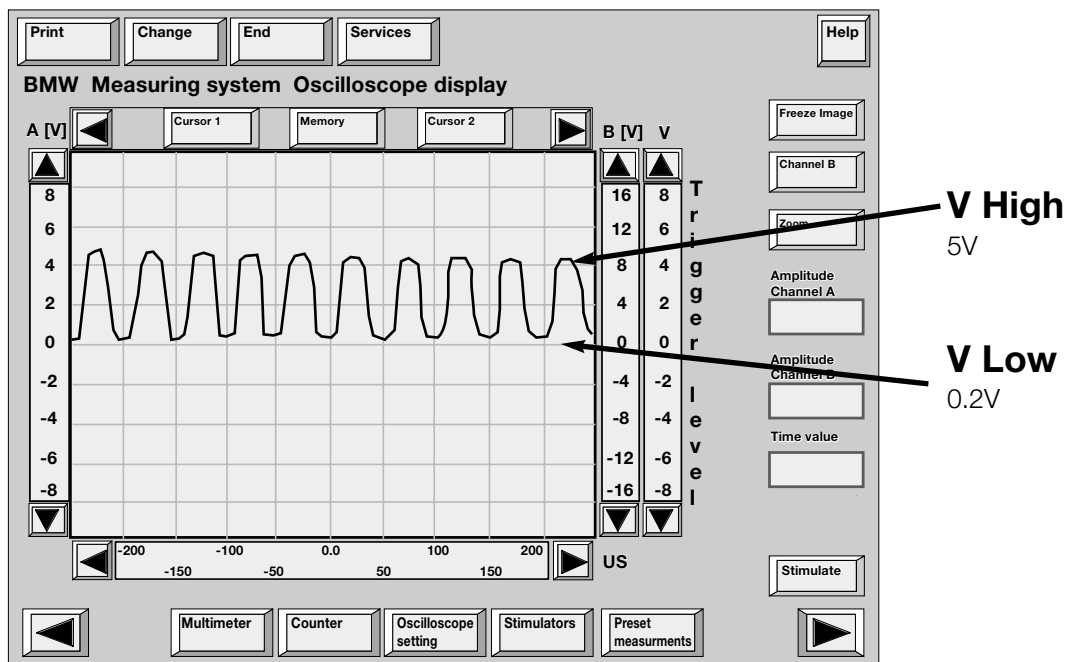 Print Change End Services Help
BMW Measuring system Oscilloscope display
Freeze Image
Cursor 1 Memory Cursor 2
A [V] B [V] V
Channel B
8 16 8
Trigger level
V High
5V
Zoom
6 12 6
4 8 4
Amplitude
Channel A
2 4 2
0 0 0
V Low
0.2V
Amplitude
Channel B
-2 -4 -2
-4 -8 -4
Time value
-6 -12 -6
-8 -16 -8
-200 -100 0.0 100 200
-150 -50 50 150
US
Stimulate
Multimeter Counter Oscilloscope
setting Stimulators Preset
measurments